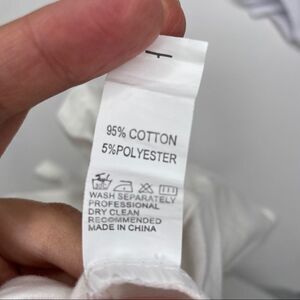 95% COTTON
5%POLYESTER
WASH SEPARATELY
PROFESSIONAL
DRY CLEAN
RECOMMENDED
MADE IN CHINA